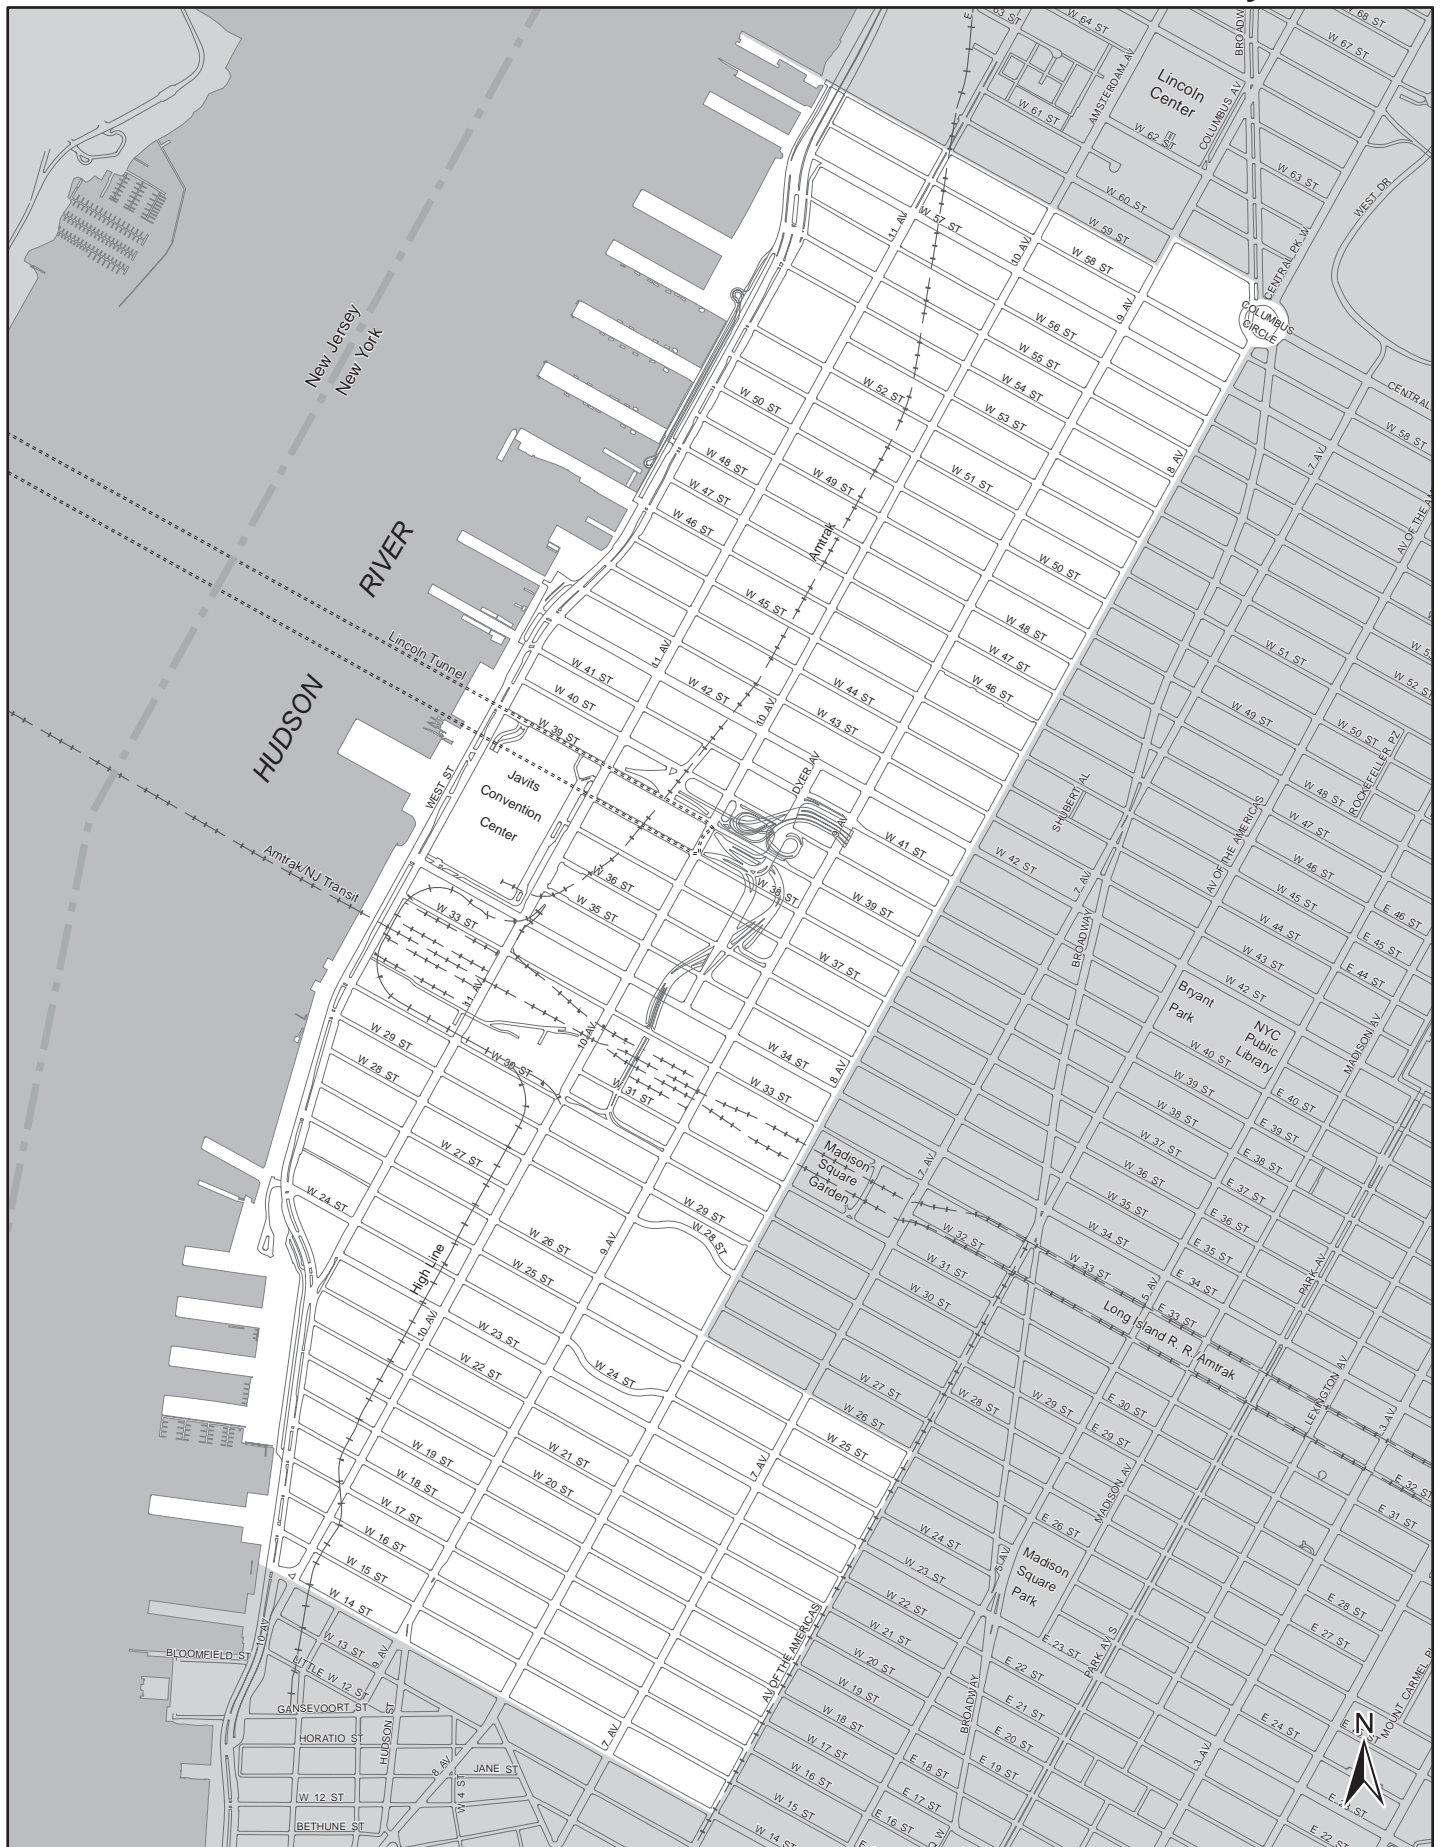 63 ST
W 64 ST
W 68 ST
W 67 ST
AMSTERDAM AV
Lincoln
Center
COLUMBUS AV
W 61 ST
W 62 ST
W 63 ST
WEST DR
W 60 ST
W 59 ST
W 58 ST
W 57 ST
11 AV
10 AV
9 AV
CENTRAL PK W
COLUMBUS
CIRCLE
New Jersey
New York
W 56 ST
W 55 ST
W 54 ST
W 53 ST
W 52 ST
W 50 ST
CENTRAL
W 58 ST
7 AV
8 AV
W 51 ST
W 49 ST
W 48 ST
W 47 ST
W 46 ST
Amtrak
W 50 ST
W 45 ST
W 48 ST
W 47 ST
W 46 ST
HUDSON RIVER
Lincoln Tunnel
11 AV
W 41 ST
W 40 ST
W 39 ST
W 42 ST
W 44 ST
W 43 ST
10 AV
W 51 ST
W 52 ST
W 49 ST
W 50 ST
ROCKEFELLER PZ
W 48 ST
W 47 ST
W 46 ST
W 45 ST
W 44 ST
W 43 ST
W 42 ST
SHUBERT AL
AV OF THE AMERICAS
DYER AV
9 AV
W 41 ST
W 42 ST
7 AV
BROADWAY
WEST ST
Javits
Convention
Center
Amtrak/NJ Transit
W 33 ST
W 36 ST
W 35 ST
W 38 ST
W 39 ST
W 37 ST
E 46 ST
E 45 ST
E 44 ST
Bryant
Park
NYC
Public
Library
MADISON AV
11 AV
10 AV
W 29 ST
W 28 ST
W 30 ST
W 31 ST
W 34 ST
W 33 ST
8 AV
W 40 ST
W 39 ST
W 38 ST
W 37 ST
W 36 ST
W 35 ST
W 34 ST
W 33 ST
W 32 ST
W 31 ST
W 30 ST
E 40 ST
E 39 ST
E 38 ST
E 37 ST
E 36 ST
E 35 ST
E 34 ST
E 33 ST
Madison
Square
Garden
7 AV
5 AV
PARK AV
Long Island R. R. / Amtrak
W 27 ST
W 24 ST
W 29 ST
W 28 ST
W 26 ST
W 25 ST
9 AV
High Line
10 AV
W 23 ST
W 22 ST
W 24 ST
W 27 ST
W 26 ST
W 25 ST
W 28 ST
W 29 ST
E 30 ST
E 29 ST
LEXINGTON AV
3 AV
E 32 ST
E 31 ST
W 19 ST
W 18 ST
W 17 ST
W 16 ST
W 15 ST
W 14 ST
W 21 ST
W 20 ST
7 AV
MADISON AV
E 26 ST
5 AV
Madison
Square
Park
W 24 ST
W 23 ST
W 22 ST
W 21 ST
W 20 ST
W 19 ST
W 18 ST
W 17 ST
W 16 ST
W 15 ST
W 14 ST
E 28 ST
E 27 ST
E 23 ST
E 22 ST
E 21 ST
E 20 ST
E 19 ST
E 18 ST
E 17 ST
E 16 ST
PARK AV S
BROADWAY
AV OF THE AMERICAS
MOUNT CARMEL
E 24 ST
3 AV
E 22 ST
10 AV
BLOOMFIELD ST
W 13 ST
9 AV
LITTLE W 12 ST
GANSEVOORT ST
HORATIO ST
HUDSON ST
8 AV
JANE ST
W 4 ST
W 12 ST
BETHUNE ST
7 AV
N